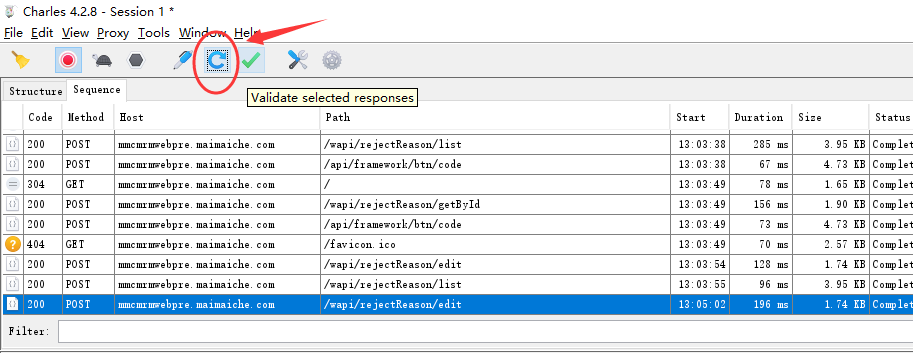 Charles 4.2.8 - Session 1 *
File Edit View Proxy Tools Window Help
Validate selected responses
Structure Sequence
Code Method Host Path Start Duration Size Status
200 POST mmcmrmwebpre.maimaiche.com /wapi/rejectReason/list 13:03:38 285 ms 3.95 KB Complet
200 POST mmcmrmwebpre.maimaiche.com /api/framework/btn/code 13:03:38 67 ms 4.73 KB Complet
304 GET mmcmrmwebpre.maimaiche.com / 13:03:49 78 ms 1.65 KB Complet
200 POST mmcmrmwebpre.maimaiche.com /wapi/rejectReason/getById 13:03:49 156 ms 1.90 KB Complet
200 POST mmcmrmwebpre.maimaiche.com /api/framework/btn/code 13:03:49 73 ms 4.73 KB Complet
404 GET mmcmrmwebpre.maimaiche.com /favicon.ico 13:03:49 70 ms 2.57 KB Complet
200 POST mmcmrmwebpre.maimaiche.com /wapi/rejectReason/edit 13:03:54 128 ms 1.74 KB Complet
200 POST mmcmrmwebpre.maimaiche.com /wapi/rejectReason/list 13:03:55 96 ms 3.95 KB Complet
200 POST mmcmrmwebpre.maimaiche.com /wapi/rejectReason/edit 13:05:02 196 ms 1.74 KB Complet
Filter: